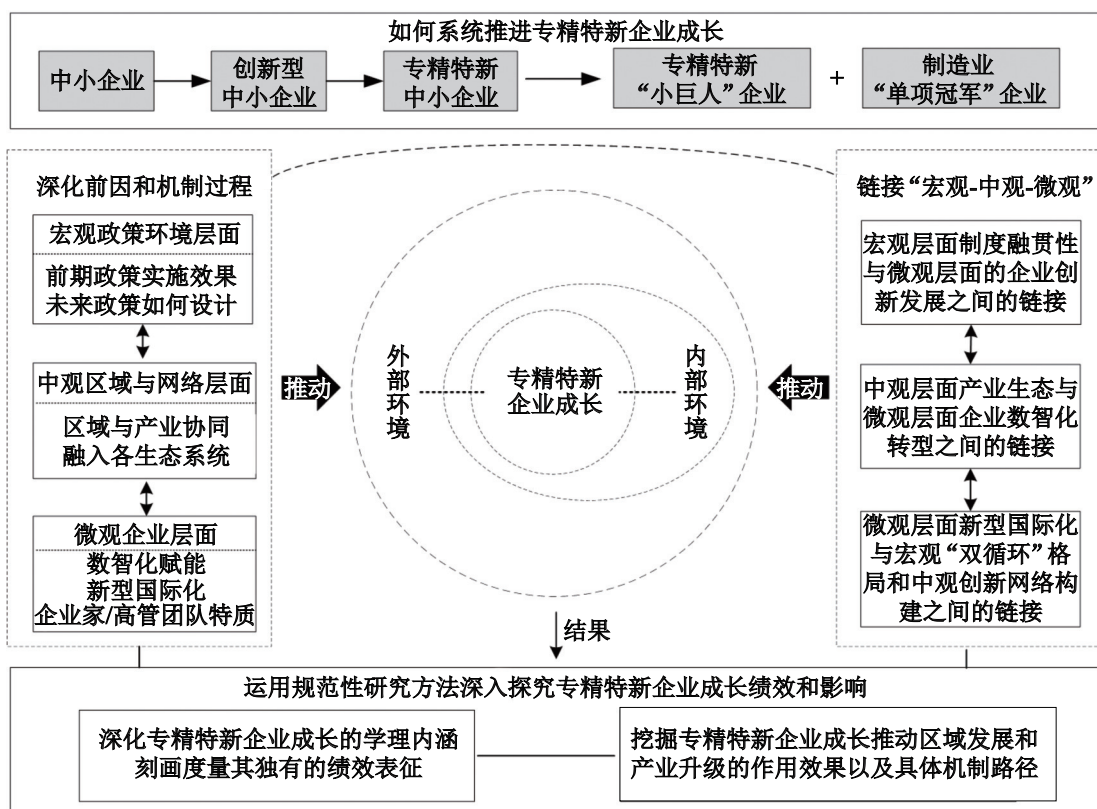 如何系统推进专精特新企业成长
中小企业
创新型
中小企业
专精特新
中小企业
专精特新
“小巨人”企业
+
制造业
“单项冠军”企业
深化前因和机制过程
宏观政策环境层面
前期政策实施效果
未来政策如何设计
中观区域与网络层面
区域与产业协同
融入各生态系统
微观企业层面
数智化赋能
新型国际化
企业家/高管团队特质
推动
外部环境
专精特新
企业成长
内部环境
推动
链接“宏观-中观-微观”
宏观层面制度融贯性
与微观层面的企业创
新发展之间的链接
中观层面产业生态与
微观层面企业数智化
转型之间的链接
微观层面新型国际化
与宏观“双循环”格
局和中观创新网络构
建之间的链接
结果
运用规范性研究方法深入探究专精特新企业成长绩效和影响
深化专精特新企业成长的学理内涵
刻画度量其独有的绩效表征
挖掘专精特新企业成长推动区域发展和
产业升级的作用效果以及具体机制路径